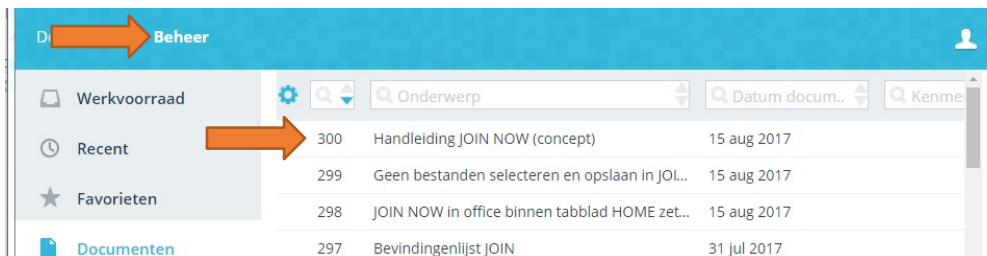 Beheer
Werkvoorraad
Recent
Favorieten
Documenten
Onderwerp Datum docum.. Kenme
300 Handleiding JOIN NOW (concept) 15 aug 2017
299 Geen bestanden selecteren en opslaan in JOI... 15 aug 2017
298 JOIN NOW in office binnen tabblad HOME zet... 15 aug 2017
297 Bevindingenlijst JOIN 31 jul 2017